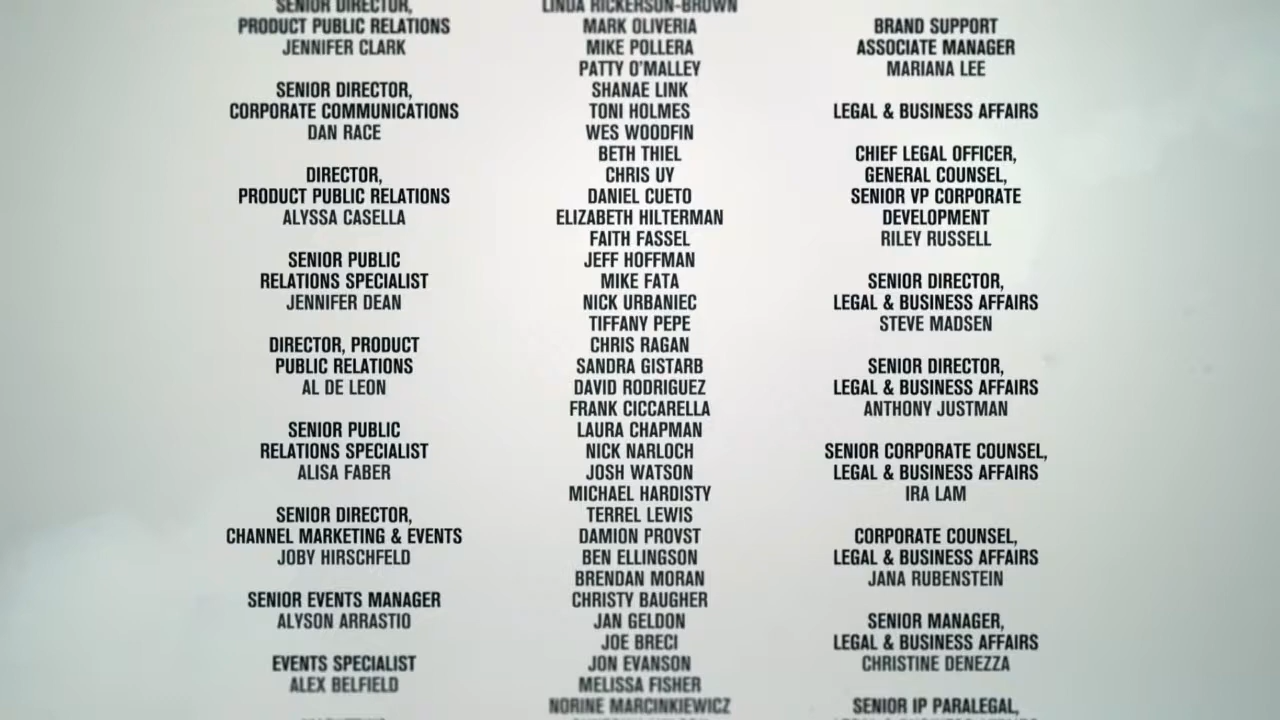 SENIOR DIRECTOR,
PRODUCT PUBLIC RELATIONS
JENNIFER CLARK
SENIOR DIRECTOR,
CORPORATE COMMUNICATIONS
DAN RACE
DIRECTOR,
PRODUCT PUBLIC RELATIONS
ALYSSA CASELLA
SENIOR PUBLIC
RELATIONS SPECIALIST
JENNIFER DEAN
DIRECTOR, PRODUCT
PUBLIC RELATIONS
AL DE LEON
SENIOR PUBLIC
RELATIONS SPECIALIST
ALISA FABER
SENIOR DIRECTOR,
CHANNEL MARKETING & EVENTS
JOBY HIRSCHFELD
SENIOR EVENTS MANAGER
ALYSON ARRASTIO
EVENTS SPECIALIST
ALEX BELFIELD
LINDA RICKERSON-BROWN
MARK OLIVERIA
MIKE POLLERA
PATTY O'MALLEY
SHANAE LINK
TONI HOLMES
WES WOODFIN
BETH THIEL
CHRIS UY
DANIEL CUETO
ELIZABETH HILTERMAN
FAITH FASSEL
JEFF HOFFMAN
MIKE FATA
NICK URBANIEC
TIFFANY PEPE
CHRIS RAGAN
SANDRA GISTARB
DAVID RODRIGUEZ
FRANK CICCARELLA
LAURA CHAPMAN
NICK NARLOCH
JOSH WATSON
MICHAEL HARDISTY
TERREL LEWIS
DAMION PROVST
BEN ELLINGSON
BRENDAN MORAN
CHRISTY BAUGHER
JAN GELDON
JOE BRECI
JON EVANSON
MELISSA FISHER
NORINE MARCINKIEWICZ
BRAND SUPPORT
ASSOCIATE MANAGER
MARIANA LEE
LEGAL & BUSINESS AFFAIRS
CHIEF LEGAL OFFICER,
GENERAL COUNSEL,
SENIOR VP CORPORATE
DEVELOPMENT
RILEY RUSSELL
SENIOR DIRECTOR,
LEGAL & BUSINESS AFFAIRS
STEVE MADSEN
SENIOR DIRECTOR,
LEGAL & BUSINESS AFFAIRS
ANTHONY JUSTMAN
SENIOR CORPORATE COUNSEL,
LEGAL & BUSINESS AFFAIRS
IRA LAM
CORPORATE COUNSEL,
LEGAL & BUSINESS AFFAIRS
JANA RUBENSTEIN
SENIOR MANAGER,
LEGAL & BUSINESS AFFAIRS
CHRISTINE DENEZZA
SENIOR IP PARALEGAL,